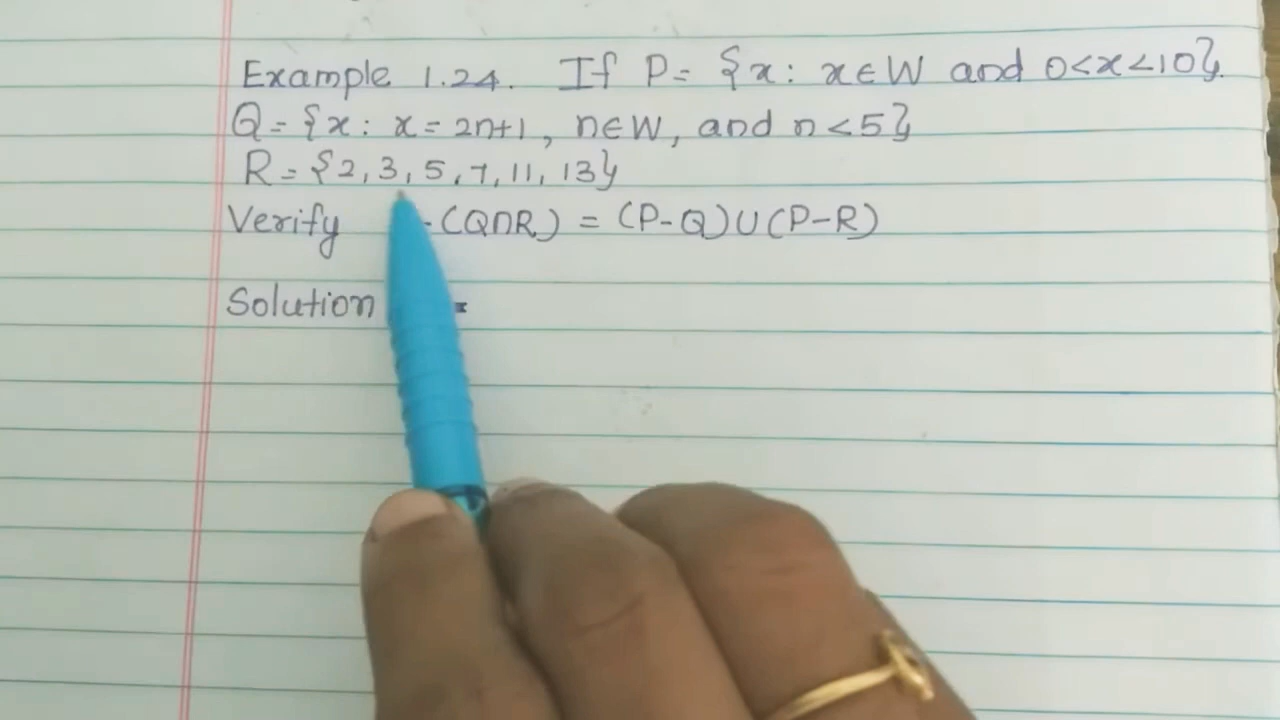 Example 1.24. If P = {x: x∈W and 0<x<10}.
Q = {x: x = 2n+1, n∈W, and n<5}
R = {2, 3, 5, 7, 11, 13}
Verify -(Q∩R) = (P-Q)∪(P-R)
Solution